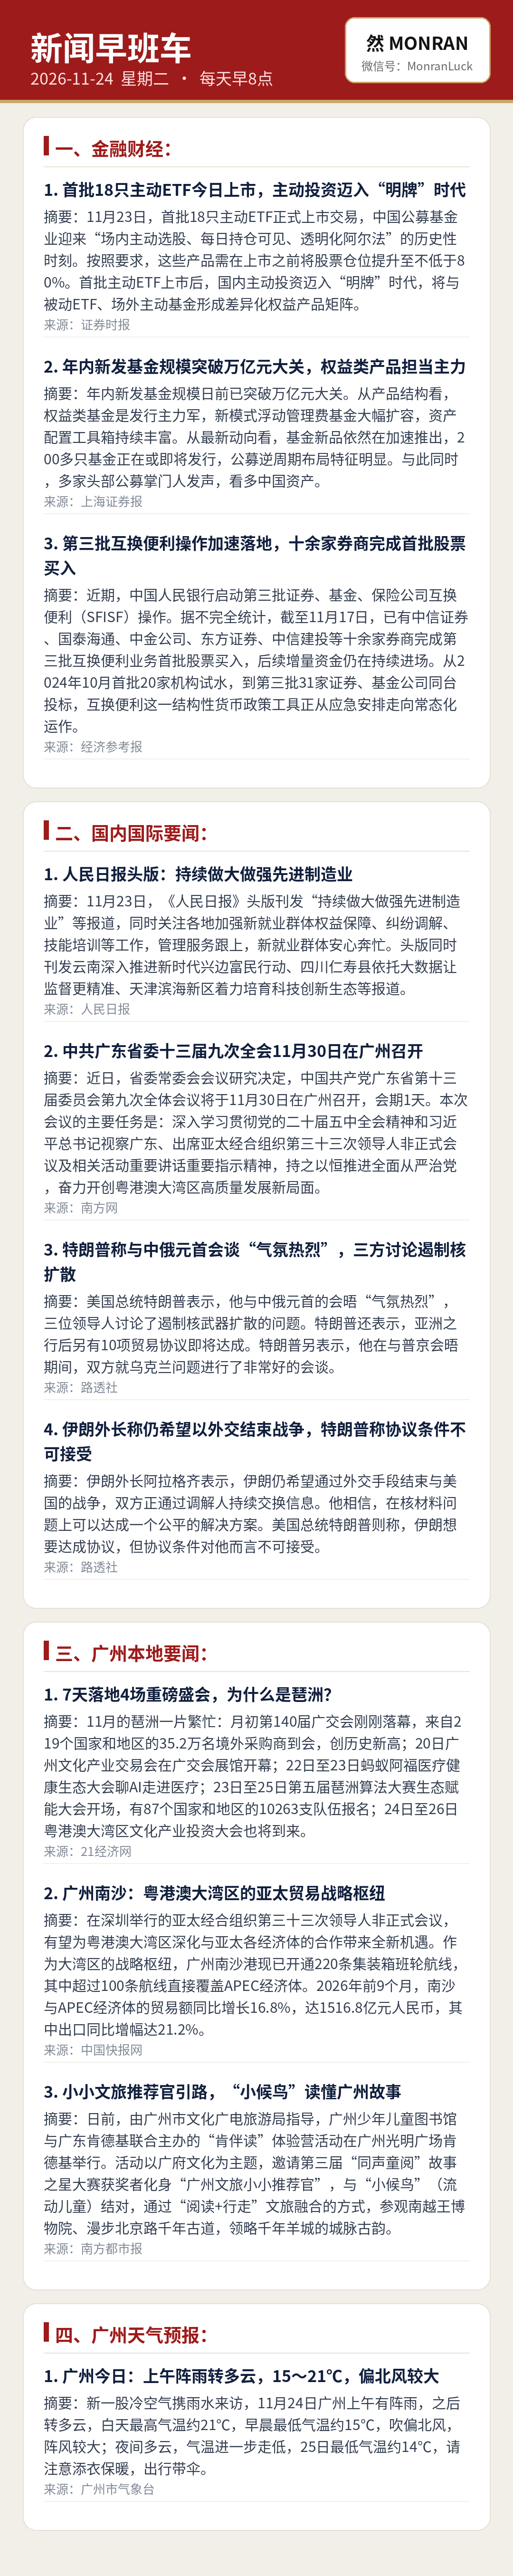 新闻早班车
2026-11-24 星期二 · 每天早8点
然 MONRAN
微信号：MonranLuck
一、金融财经：
1. 首批18只主动ETF今日上市，主动投资迈入“明牌”时代
摘要：11月23日，首批18只主动ETF正式上市交易，中国公募基金
业迎来“场内主动选股、每日持仓可见、透明化阿尔法”的历史性
时刻。按照要求，这些产品需在上市之前将股票仓位提升至不低于8
0%。首批主动ETF上市后，国内主动投资迈入“明牌”时代，将与
被动ETF、场外主动基金形成差异化权益产品矩阵。
来源：证券时报
2. 年内新发基金规模突破万亿元大关，权益类产品担当主力
摘要：年内新发基金规模日前已突破万亿元大关。从产品结构看，
权益类基金是发行主力军，新模式浮动管理费基金大幅扩容，资产
配置工具箱持续丰富。从最新动向看，基金新品依然在加速推出，2
00多只基金正在或即将发行，公募逆周期布局特征明显。与此同时
，多家头部公募掌门人发声，看多中国资产。
来源：上海证券报
3. 第三批互换便利操作加速落地，十余家券商完成首批股票
买入
摘要：近期，中国人民银行启动第三批证券、基金、保险公司互换
便利（SFISF）操作。据不完全统计，截至11月17日，已有中信证券
、国泰海通、中金公司、东方证券、中信建投等十余家券商完成第
三批互换便利业务首批股票买入，后续增量资金仍在持续进场。从2
024年10月首批20家机构试水，到第三批31家证券、基金公司同台
投标，互换便利这一结构性货币政策工具正从应急安排走向常态化
运作。
来源：经济参考报
二、国内国际要闻：
1. 人民日报头版：持续做大做强先进制造业
摘要：11月23日，《人民日报》头版刊发“持续做大做强先进制造
业”等报道，同时关注各地加强新就业群体权益保障、纠纷调解、
技能培训等工作，管理服务跟上，新就业群体安心奔忙。头版同时
刊发云南深入推进新时代兴边富民行动、四川仁寿县依托大数据让
监督更精准、天津滨海新区着力培育科技创新生态等报道。
来源：人民日报
2. 中共广东省委十三届九次全会11月30日在广州召开
摘要：近日，省委常委会会议研究决定，中国共产党广东省第十三
届委员会第九次全体会议将于11月30日在广州召开，会期1天。本次
会议的主要任务是：深入学习贯彻党的二十届五中全会精神和习近
平总书记视察广东、出席亚太经合组织第三十三次领导人非正式会
议及相关活动重要讲话重要指示精神，持之以恒推进全面从严治党
，奋力开创粤港澳大湾区高质量发展新局面。
来源：南方网
3. 特朗普称与中俄元首会谈“气氛热烈”，三方讨论遏制核
扩散
摘要：美国总统特朗普表示，他与中俄元首的会晤“气氛热烈”，
三位领导人讨论了遏制核武器扩散的问题。特朗普还表示，亚洲之
行后另有10项贸易协议即将达成。特朗普另表示，他在与普京会晤
期间，双方就乌克兰问题进行了非常好的会谈。
来源：路透社
4. 伊朗外长称仍希望以外交结束战争，特朗普称协议条件不
可接受
摘要：伊朗外长阿拉格齐表示，伊朗仍希望通过外交手段结束与美
国的战争，双方正通过调解人持续交换信息。他相信，在核材料问
题上可以达成一个公平的解决方案。美国总统特朗普则称，伊朗想
要达成协议，但协议条件对他而言不可接受。
来源：路透社
三、广州本地要闻：
1. 7天落地4场重磅盛会，为什么是琶洲？
摘要：11月的琶洲一片繁忙：月初第140届广交会刚刚落幕，来自2
19个国家和地区的35.2万名境外采购商到会，创历史新高；20日广
州文化产业交易会在广交会展馆开幕；22日至23日蚂蚁阿福医疗健
康生态大会聊AI走进医疗；23日至25日第五届琶洲算法大赛生态赋
能大会开场，有87个国家和地区的10263支队伍报名；24日至26日
粤港澳大湾区文化产业投资大会也将到来。
来源：21经济网
2. 广州南沙：粤港澳大湾区的亚太贸易战略枢纽
摘要：在深圳举行的亚太经合组织第三十三次领导人非正式会议，
有望为粤港澳大湾区深化与亚太各经济体的合作带来全新机遇。作
为大湾区的战略枢纽，广州南沙港现已开通220条集装箱班轮航线，
其中超过100条航线直接覆盖APEC经济体。2026年前9个月，南沙
与APEC经济体的贸易额同比增长16.8%，达1516.8亿元人民币，其
中出口同比增幅达21.2%。
来源：中国快报网
3. 小小文旅推荐官引路，“小候鸟”读懂广州故事
摘要：日前，由广州市文化广电旅游局指导，广州少年儿童图书馆
与广东肯德基联合主办的“肯伴读”体验营活动在广州光明广场肯
德基举行。活动以广府文化为主题，邀请第三届“同声童阅”故事
之星大赛获奖者化身“广州文旅小小推荐官”，与“小候鸟”（流
动儿童）结对，通过“阅读+行走”文旅融合的方式，参观南越王博
物院、漫步北京路千年古道，领略千年羊城的城脉古韵。
来源：南方都市报
四、广州天气预报：
1. 广州今日：上午阵雨转多云，15～21℃，偏北风较大
摘要：新一股冷空气携雨水来访，11月24日广州上午有阵雨，之后
转多云，白天最高气温约21℃，早晨最低气温约15℃，吹偏北风，
阵风较大；夜间多云，气温进一步走低，25日最低气温约14℃，请
注意添衣保暖，出行带伞。
来源：广州市气象台